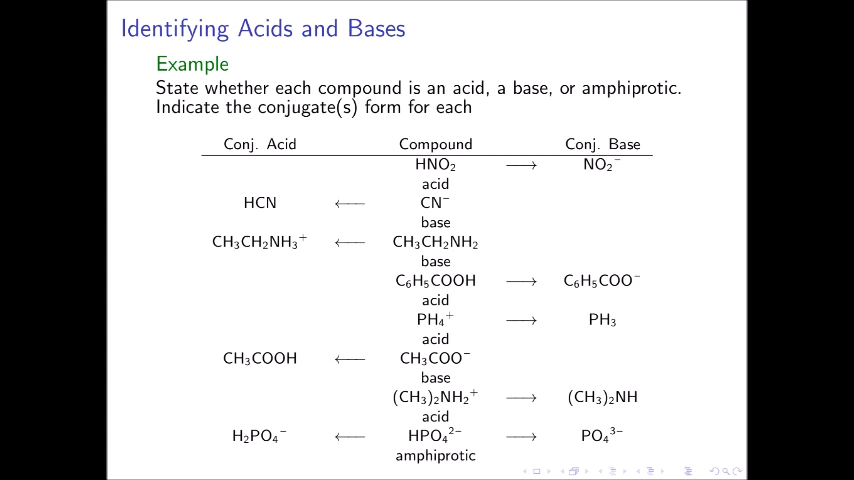 Identifying Acids and Bases
Example
State whether each compound is an acid, a base, or amphiprotic.
Indicate the conjugate(s) form for each
Conj. Acid Compound Conj. Base
HNO₂ ⟶ NO₂⁻
acid
HCN ⟵ CN⁻
base
CH₃CH₂NH₃⁺ ⟵ CH₃CH₂NH₂
base
C₆H₅COOH ⟶ C₆H₅COO⁻
acid
PH₄⁺ ⟶ PH₃
acid
CH₃COOH ⟵ CH₃COO⁻
base
(CH₃)₂NH₂⁺ ⟶ (CH₃)₂NH
acid
H₂PO₄⁻ ⟵ HPO₄²⁻ ⟶ PO₄³⁻
amphiprotic